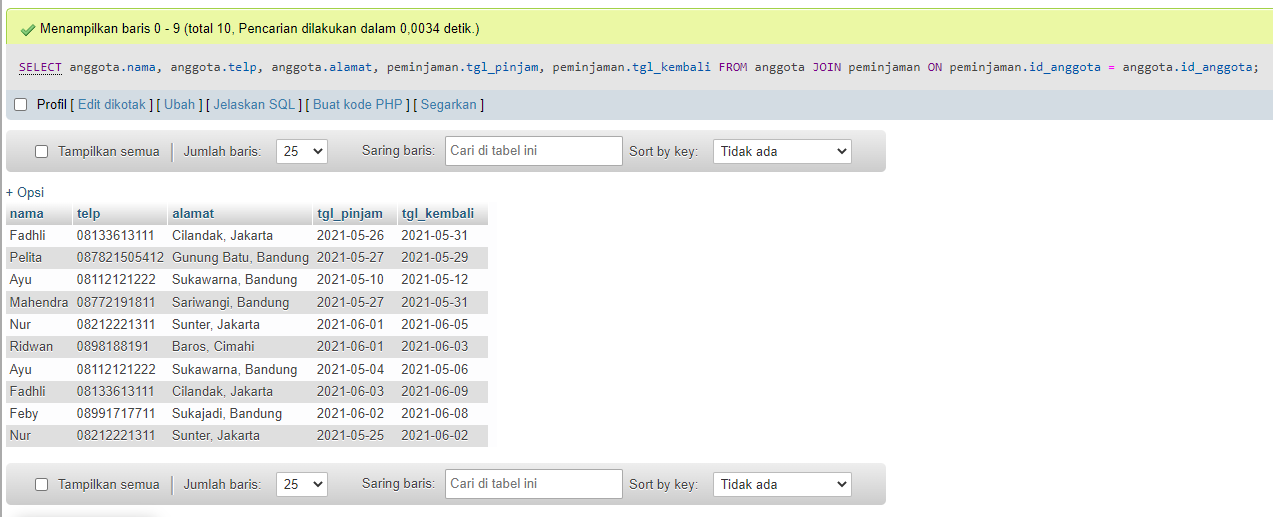 Menampilkan baris 0 - 9 (total 10, Pencarian dilakukan dalam 0,0034 detik.)
SELECT anggota.nama, anggota.telp, anggota.alamat, peminjaman.tgl_pinjam, peminjaman.tgl_kembali FROM anggota JOIN peminjaman ON peminjaman.id_anggota = anggota.id_anggota;
Profil [ Edit dikotak ] [ Ubah ] [ Jelaskan SQL ] [ Buat kode PHP ] [ Segarkan ]
Tampilkan semua | Jumlah baris: 25 Saring baris: Cari di tabel ini Sort by key: Tidak ada
+ Opsi
nama telp alamat tgl_pinjam tgl_kembali
Fadhli 08133613111 Cilandak, Jakarta 2021-05-26 2021-05-31
Pelita 087821505412 Gunung Batu, Bandung 2021-05-27 2021-05-29
Ayu 08112121222 Sukawarna, Bandung 2021-05-10 2021-05-12
Mahendra 08772191811 Sariwangi, Bandung 2021-05-27 2021-05-31
Nur 08212221311 Sunter, Jakarta 2021-06-01 2021-06-05
Ridwan 0898188191 Baros, Cimahi 2021-06-01 2021-06-03
Ayu 08112121222 Sukawarna, Bandung 2021-05-04 2021-05-06
Fadhli 08133613111 Cilandak, Jakarta 2021-06-03 2021-06-09
Feby 08991717711 Sukajadi, Bandung 2021-06-02 2021-06-08
Nur 08212221311 Sunter, Jakarta 2021-05-25 2021-06-02
Tampilkan semua | Jumlah baris: 25 Saring baris: Cari di tabel ini Sort by key: Tidak ada